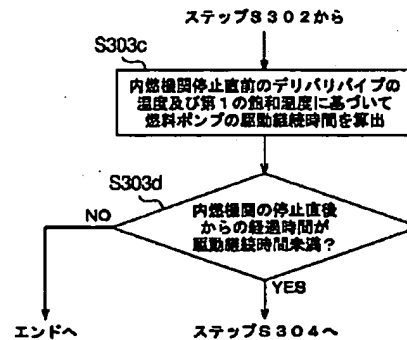 ステップS302から
S303c
内燃機関停止直前のデリバリパイプの
温度及び第1の飽和温度に基づいて
燃料ポンプの駆動継続時間を算出
S303d
NO
内燃機関の停止直後
からの経過時間が
駆動継続時間未満?
YES
エンドへ
ステップS304へ